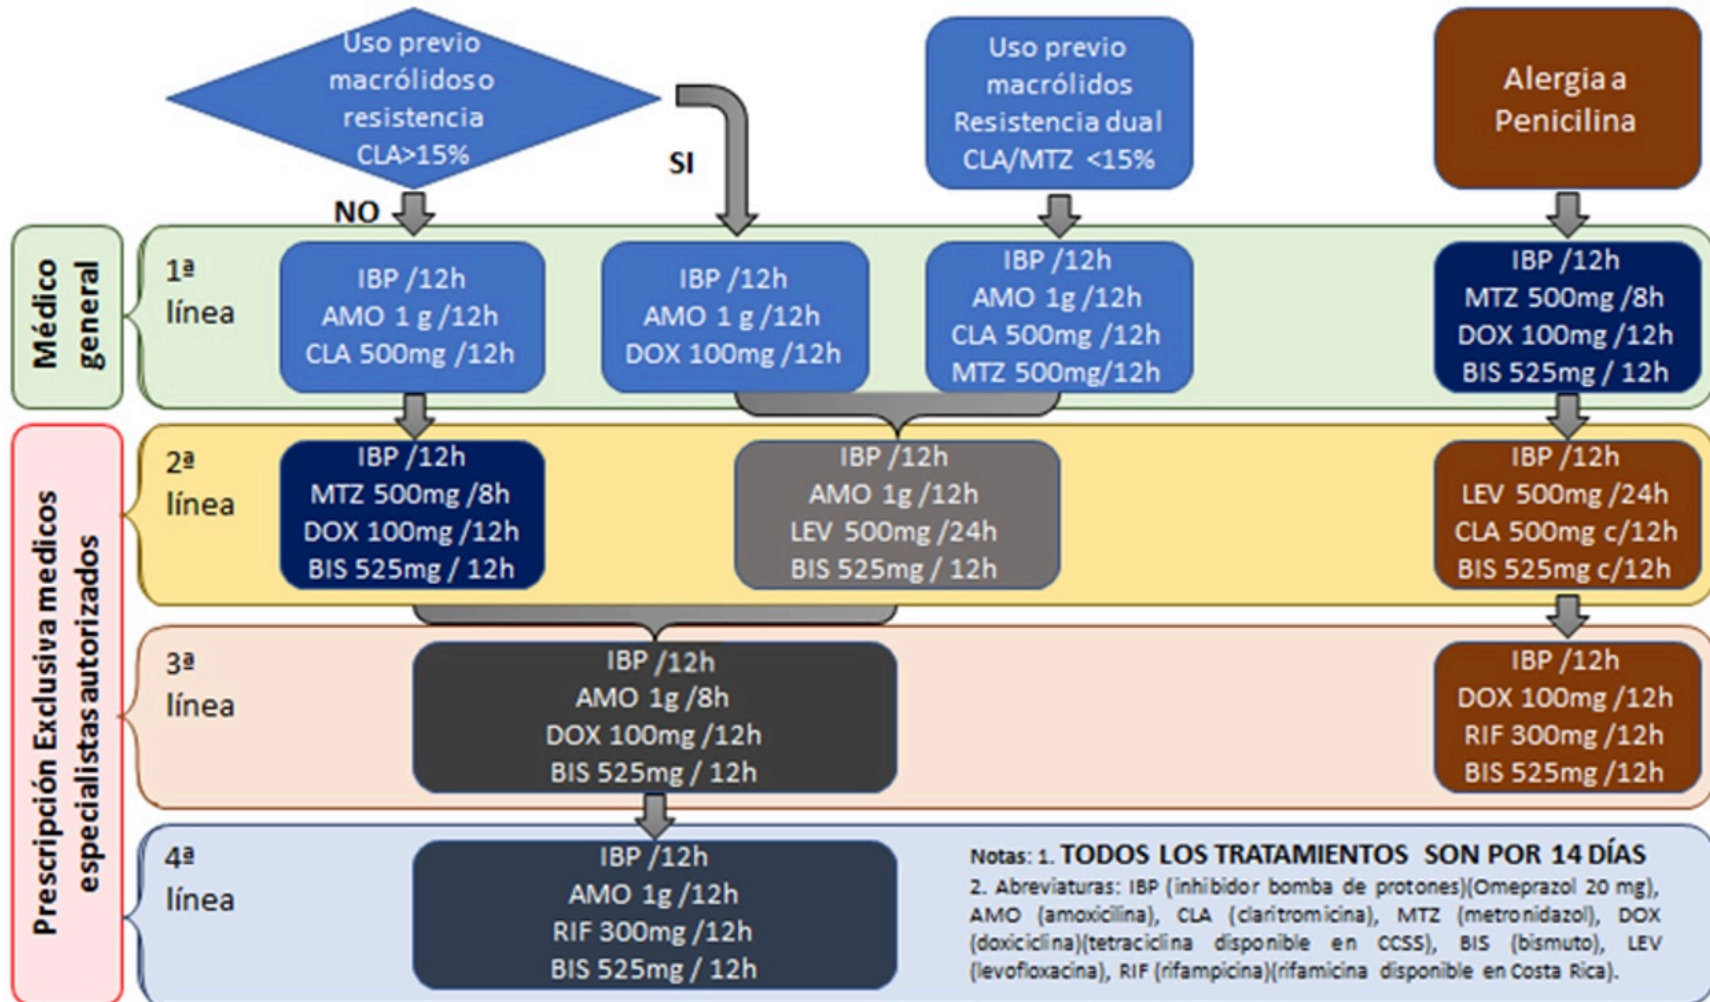 Uso previo
macrólidos o
resistencia
CLA>15%
SI
NO
Uso previo
macrólidos
Resistencia dual
CLA/MTZ <15%
Alergia a
Penicilina
Médico
general
1ª
línea
IBP /12h
AMO 1 g /12h
CLA 500mg /12h
IBP /12h
AMO 1 g /12h
DOX 100mg /12h
IBP /12h
AMO 1g /12h
CLA 500mg /12h
MTZ 500mg/12h
IBP /12h
MTZ 500mg /8h
DOX 100mg /12h
BIS 525mg / 12h
Prescripción Exclusiva medicos
especialistas autorizados
2ª
línea
IBP /12h
MTZ 500mg /8h
DOX 100mg /12h
BIS 525mg / 12h
IBP /12h
AMO 1g /12h
LEV 500mg /24h
BIS 525mg / 12h
IBP /12h
LEV 500mg /24h
CLA 500mg c/12h
BIS 525mg c/12h
3ª
línea
IBP /12h
AMO 1g /8h
DOX 100mg /12h
BIS 525mg / 12h
IBP /12h
DOX 100mg /12h
RIF 300mg /12h
BIS 525mg /12h
4ª
línea
IBP /12h
AMO 1g /12h
RIF 300mg /12h
BIS 525mg / 12h
Notas: 1. TODOS LOS TRATAMIENTOS SON POR 14 DÍAS
2. Abreviaturas: IBP (inhibidor bomba de protones)(Omeprazol 20 mg),
AMO (amoxicilina), CLA (claritromicina), MTZ (metronidazol), DOX
(doxiciclina)(tetraciclina disponible en CCSS), BIS (bismuto), LEV
(levofloxacina), RIF (rifampicina)(rifamicina disponible en Costa Rica).